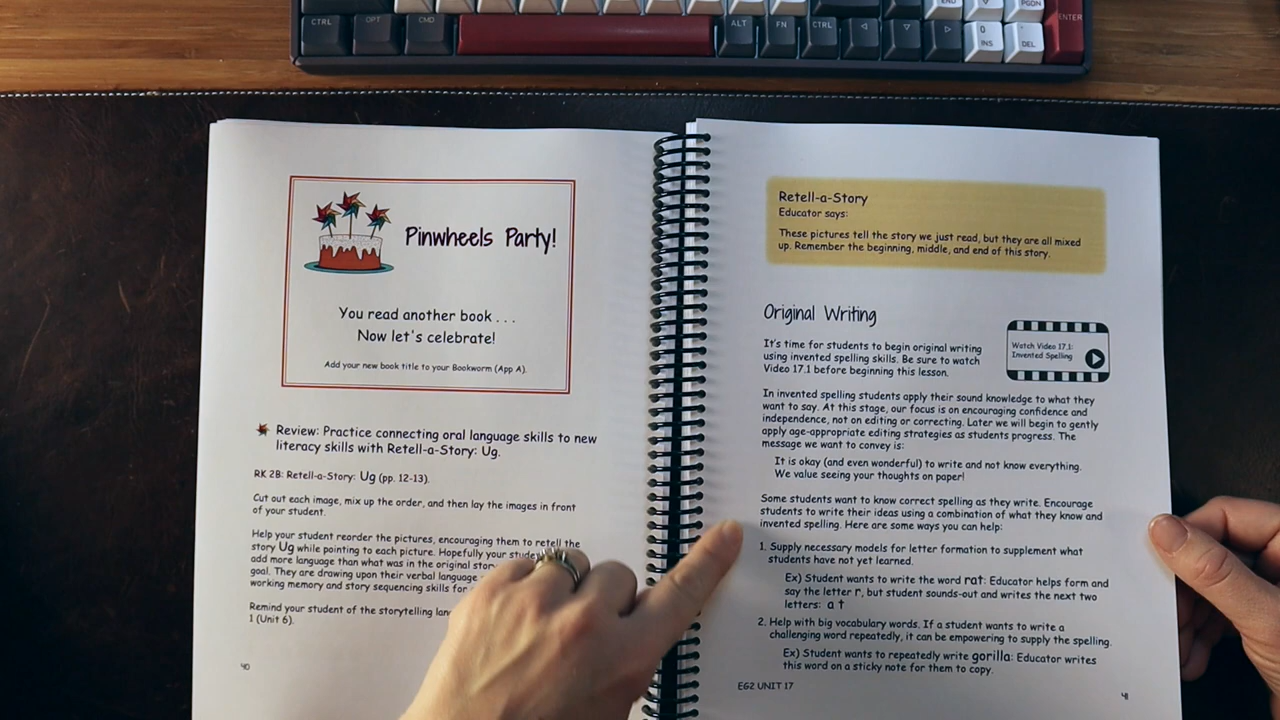 CTRL
OPT
CMD
ALT
FN
CTRL
END
PGDN
0
INS
DEL
ENTER
Pinwheels Party!
You read another book . . .
Now let's celebrate!
Add your new book title to your Bookworm (App A).
Review: Practice connecting oral language skills to new
literacy skills with Retell-a-Story: Ug.
RK 2B: Retell-a-Story: Ug (pp. 12-13).
Cut out each image, mix up the order, and then lay the images in front
of your student.
Help your student reorder the pictures, encouraging them to retell the
story Ug while pointing to each picture. Hopefully your
add more language than what was in the original
goal. They are drawing upon their verbal language
working memory and story sequencing skills for
Remind your student of the storytelling
1 (Unit 6).
40
Retell-a-Story
Educator says:
These pictures tell the story we just read, but they are all mixed
up. Remember the beginning, middle, and end of this story.
Original Writing
It's time for students to begin original writing
using invented spelling skills. Be sure to watch
Video 17.1 before beginning this lesson.
Watch Video 17.1:
Invented Spelling
In invented spelling students apply their sound knowledge to what they
want to say. At this stage, our focus is on encouraging confidence and
independence, not on editing or correcting. Later we will begin to gently
apply age-appropriate editing strategies as students progress. The
message we want to convey is:
It is okay (and even wonderful) to write and not know everything.
We value seeing your thoughts on paper!
Some students want to know correct spelling as they write. Encourage
students to write their ideas using a combination of what they know and
invented spelling. Here are some ways you can help:
1. Supply necessary models for letter formation to supplement what
students have not yet learned.
Ex) Student wants to write the word rat: Educator helps form and
say the letter r, but student sounds-out and writes the next two
letters: a t
2. Help with big vocabulary words. If a student wants to write a
challenging word repeatedly, it can be empowering to supply the spelling.
Ex) Student wants to repeatedly write gorilla: Educator writes
this word on a sticky note for them to copy.
EG2 UNIT 17
41